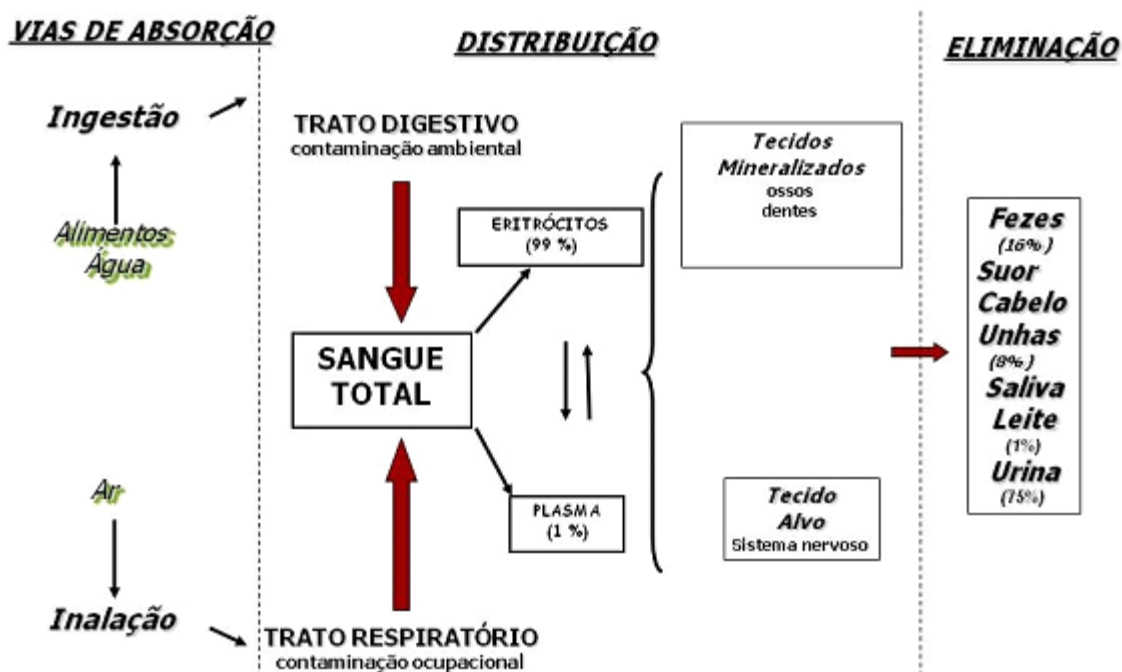 VIAS DE ABSORÇÃO
Ingestão
Alimentos
Água
Ar
Inalação
DISTRIBUIÇÃO
TRATO DIGESTIVO
contaminação ambiental
SANGUE
TOTAL
TRATO RESPIRATÓRIO
contaminação ocupacional
ERITRÓCITOS
(99 %)
PLASMA
(1 %)
Tecidos
Mineralizados
ossos
dentes
Tecido
Alvo
Sistema nervoso
ELIMINAÇÃO
Fezes
(16%)
Suor
Cabelo
Unhas
(8%)
Saliva
Leite
(1%)
Urina
(75%)